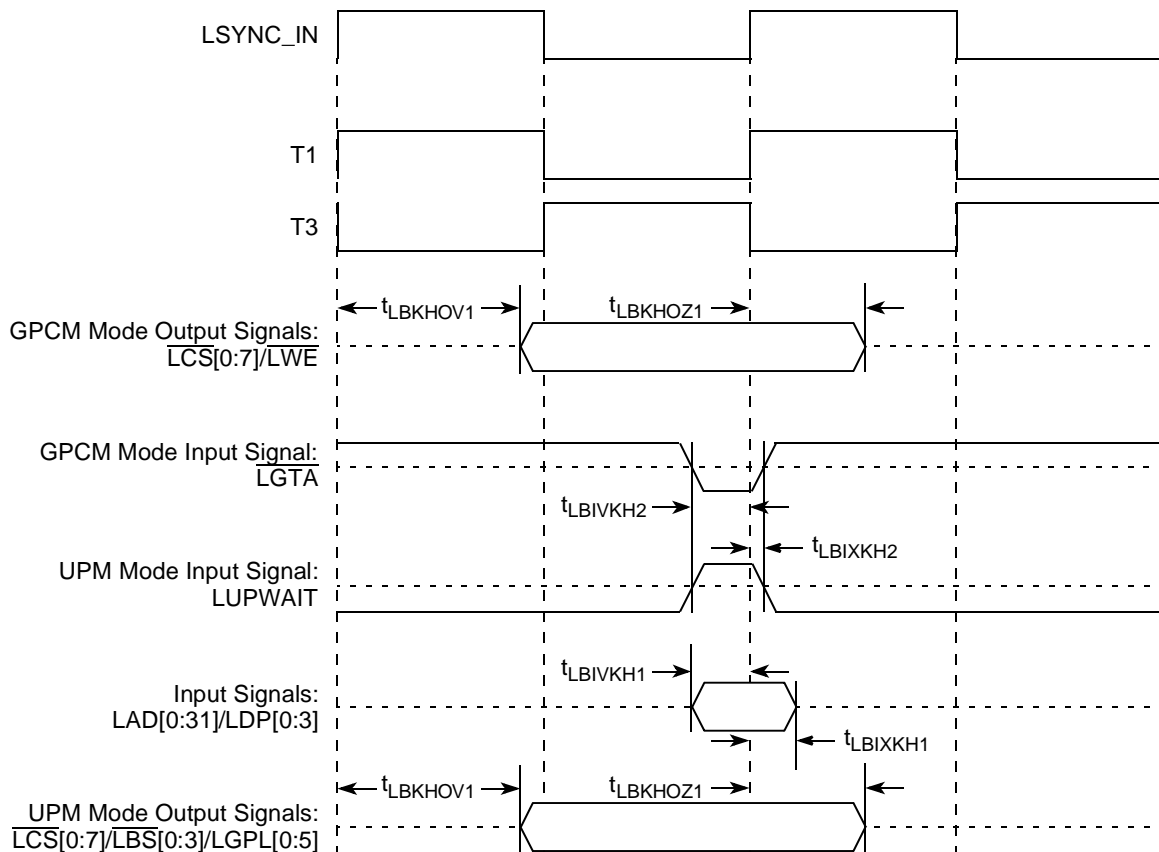 LSYNC_IN
T1
T3
tLBKHOV1
tLBKHOZ1
GPCM Mode Output Signals:
LCS[0:7]/LWE
GPCM Mode Input Signal:
LGTA
tLBIVKH2
tLBIXKH2
UPM Mode Input Signal:
LUPWAIT
tLBIVKH1
Input Signals:
LAD[0:31]/LDP[0:3]
tLBIXKH1
tLBKHOV1
tLBKHOZ1
UPM Mode Output Signals:
LCS[0:7]/LBS[0:3]/LGPL[0:5]